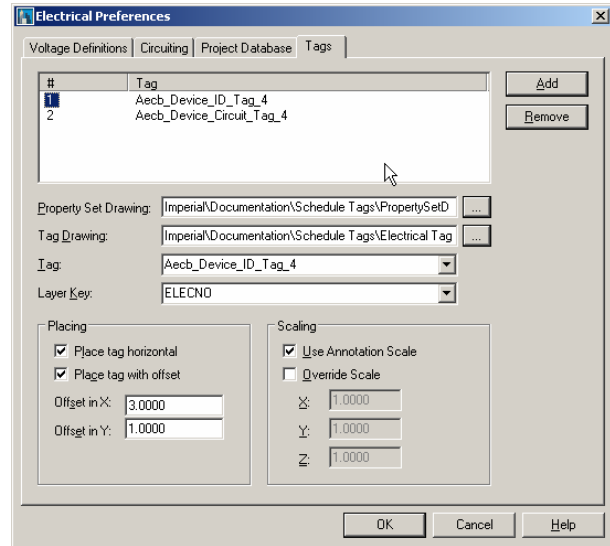 Electrical Preferences
Voltage Definitions Circuiting Project Database Tags
# Tag
1 Aecb_Device_ID_Tag_4
2 Aecb_Device_Circuit_Tag_4
Add
Remove
Property Set Drawing: Imperial\Documentation\Schedule Tags\PropertySetD ...
Tag Drawing: Imperial\Documentation\Schedule Tags\Electrical Tag ...
Tag: Aecb_Device_ID_Tag_4
Layer Key: ELECNO
Placing
Place tag horizontal
Place tag with offset
Offset in X: 3.0000
Offset in Y: 1.0000
Scaling
Use Annotation Scale
Override Scale
X: 1.0000
Y: 1.0000
Z: 1.0000
OK Cancel Help